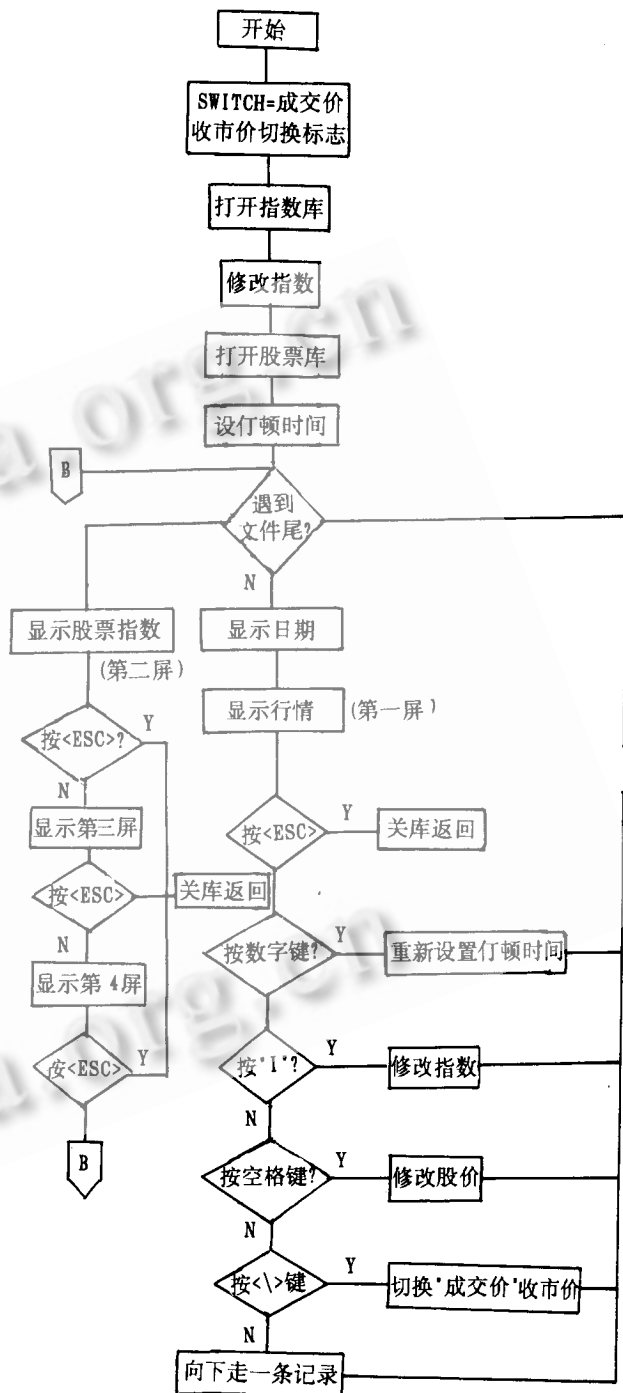 开始
SWITCH=成交价
收市价切换标志
打开指数库
修改指数
打开股票库
设仃顿时间
B
遇到
文件尾?
N
显示股票指数
显示日期
(第二屏)
显示行情
(第一屏)
按<ESC>?
Y
N
显示第三屏
按<ESC>
Y
关库返回
按<ESC>
关库返回
N
按数字键?
Y
重新设置仃顿时间
显示第4屏
按"I"?
Y
修改指数
按<ESC>
Y
N
B
按空格键?
Y
修改股价
N
按<\>键
Y
切换"成交价"收市价
N
向下走一条记录
a.org.cn
a.org.cn